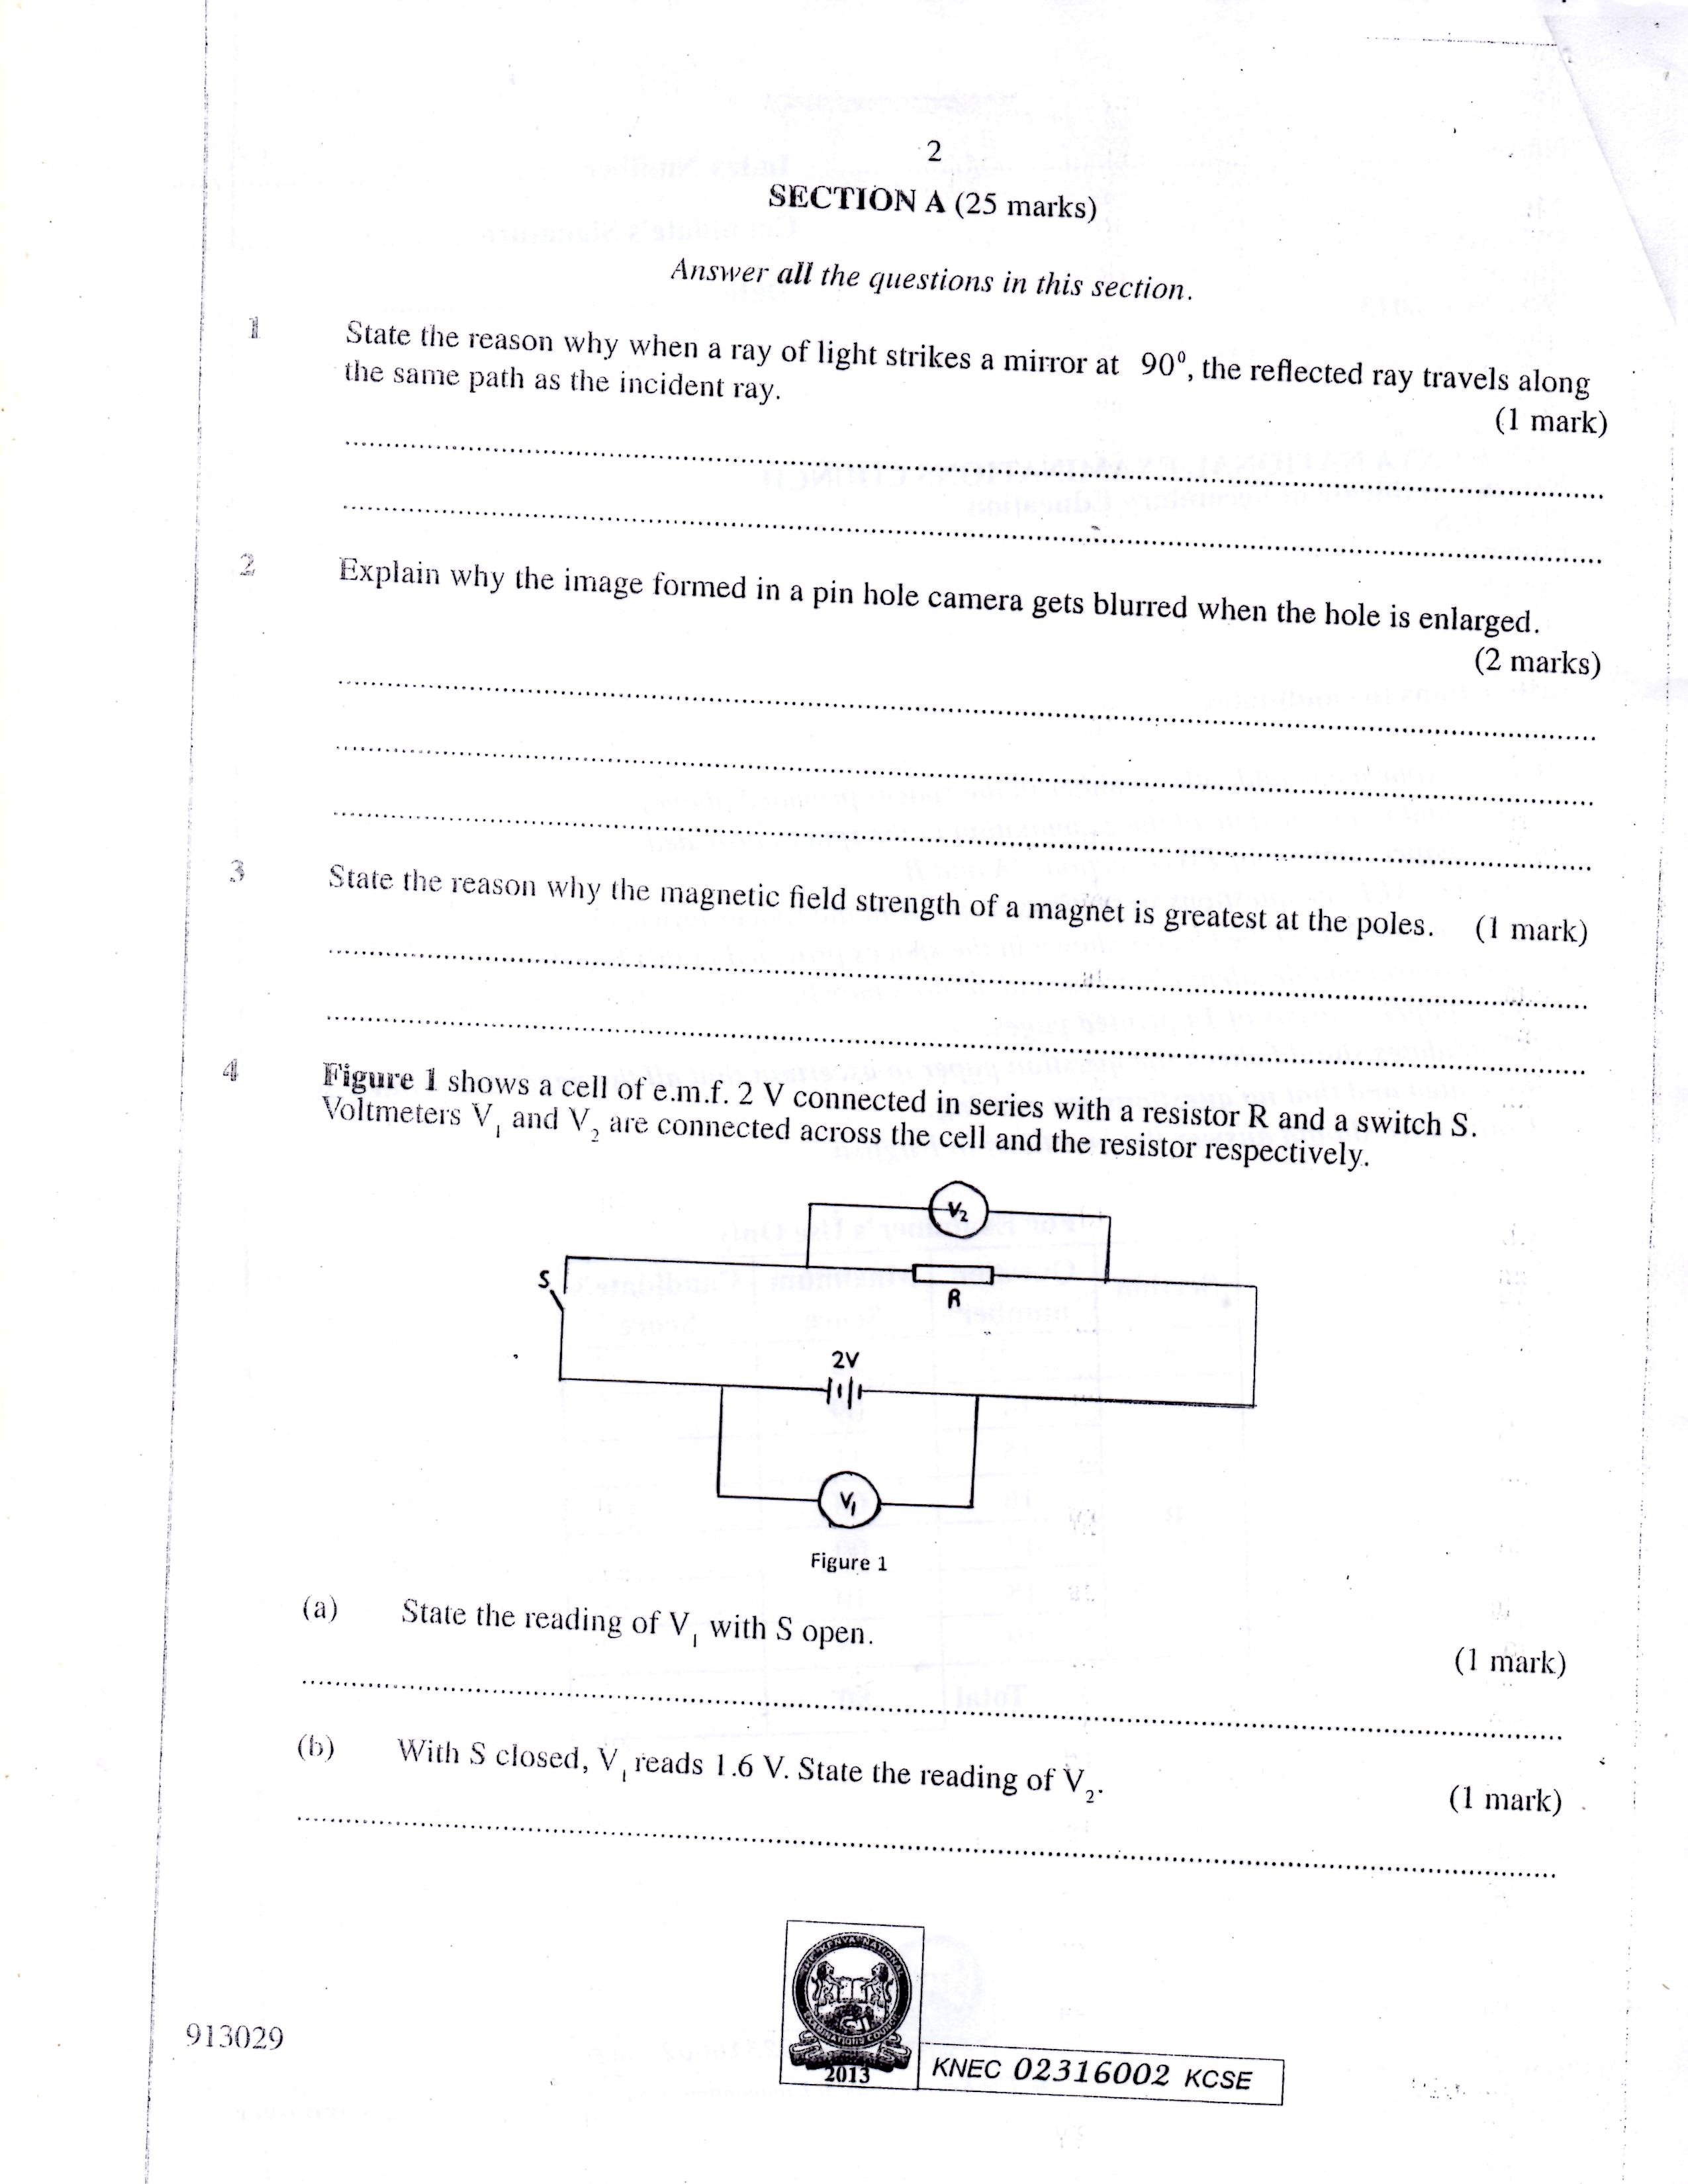 2
SECTION A (25 marks)
Answer all the questions in this section.
1 State the reason why when a ray of light strikes a mirror at 90⁰, the reflected ray travels along
the same path as the incident ray.
(1 mark)
2 Explain why the image formed in a pin hole camera gets blurred when the hole is enlarged.
(2 marks)
3 State the reason why the magnetic field strength of a magnet is greatest at the poles. (1 mark)
4 Figure 1 shows a cell of e.m.f. 2 V connected in series with a resistor R and a switch S.
Voltmeters V₁ and V₂ are connected across the cell and the resistor respectively.
V₂
S
R
2V
V₁
Figure 1
(a) State the reading of V₁ with S open.
(1 mark)
(b) With S closed, V₁ reads 1.6 V. State the reading of V₂.
(1 mark)
THE KENYA NATIONAL
EXAMINATIONS COUNCIL
2013
913029
KNEC 02316002 KCSE